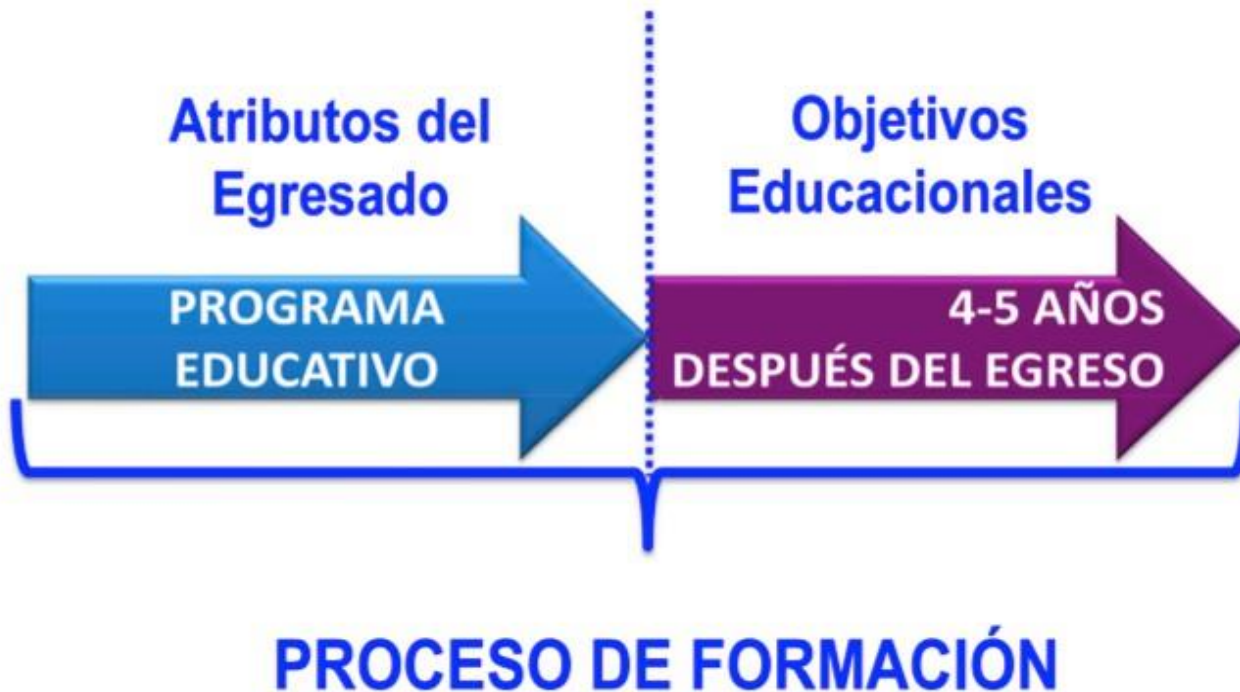 Atributos del
Egresado
Objetivos
Educacionales
PROGRAMA
EDUCATIVO
4-5 AÑOS
DESPUÉS DEL EGRESO
PROCESO DE FORMACIÓN